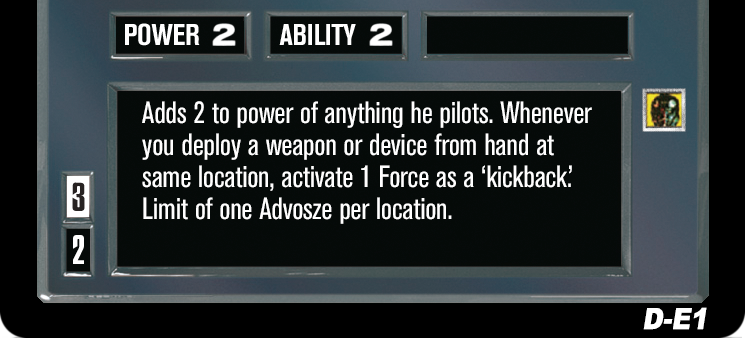 POWER 2 ABILITY 2
Adds 2 to power of anything he pilots. Whenever
you deploy a weapon or device from hand at
same location, activate 1 Force as a ‘kickback.’
Limit of one Advosze per location.
3
2
D-E1